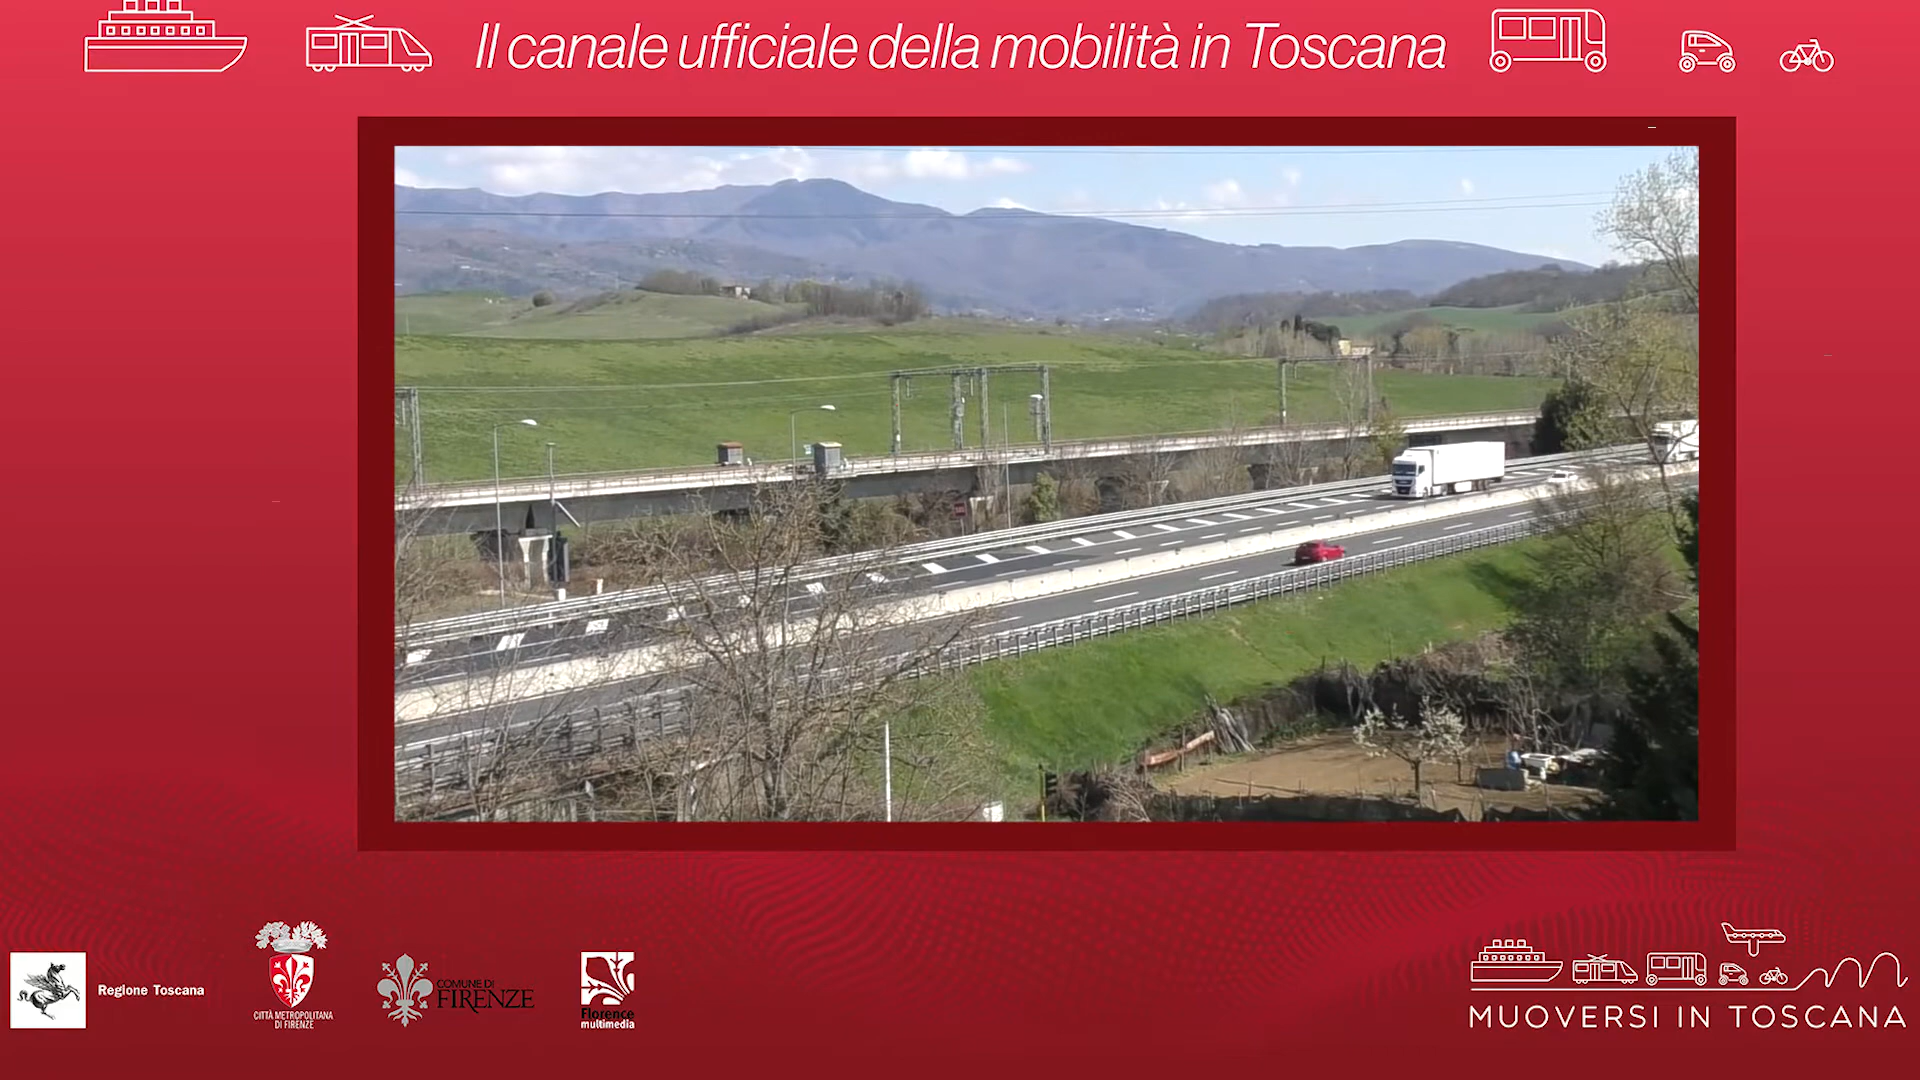 Il canale ufficiale della mobilità in Toscana
Regione Toscana
CITTÀ METROPOLITANA
DI FIRENZE
COMUNE DI
FIRENZE
Florence
multimedia
MUOVERSI IN TOSCANA